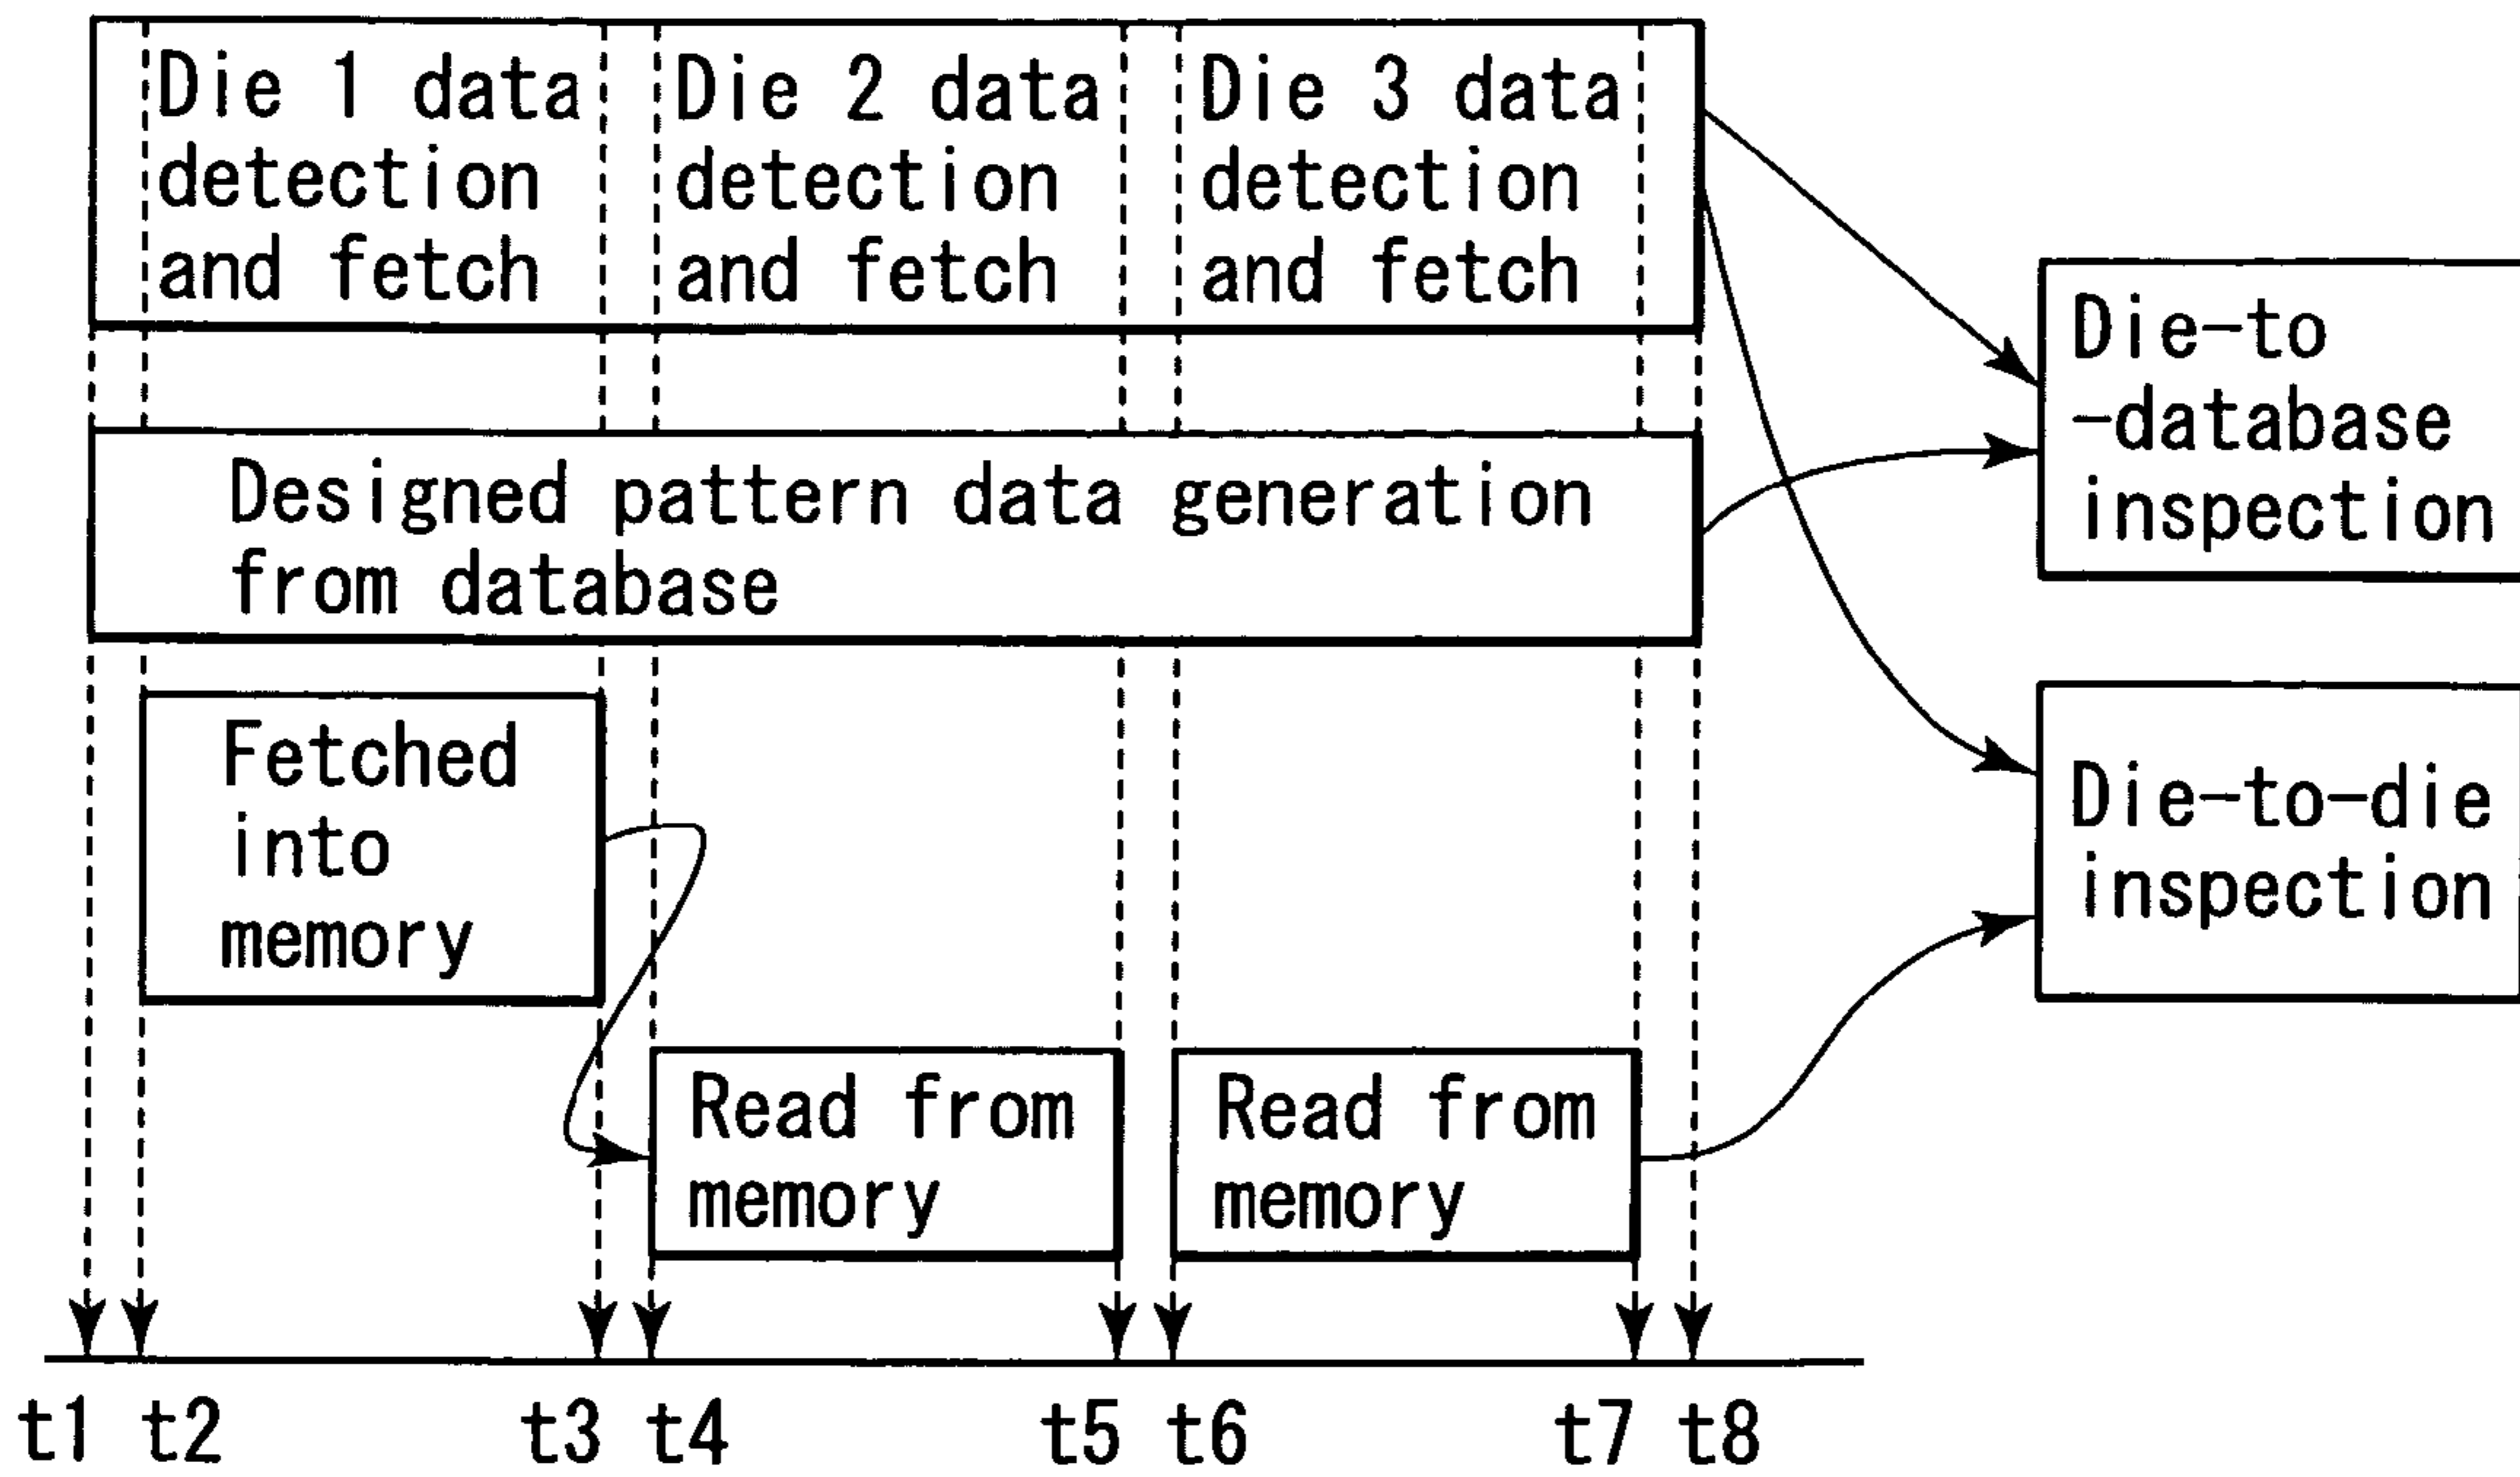 Die 1 data
detection
and fetch
Die 2 data
detection
and fetch
Die 3 data
detection
and fetch
Die-to
-database
inspection
Designed pattern data generation
from database
Fetched
into
memory
Die-to-die
inspection
Read from
memory
Read from
memory
t1 t2 t3 t4 t5 t6 t7 t8